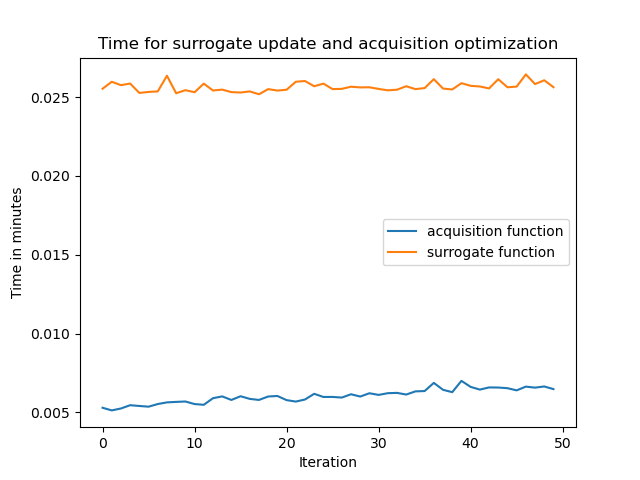 Time for surrogate update and acquisition optimization
Time in minutes
0.025
0.020
0.015
0.010
0.005
acquisition function
surrogate function
0
10
20
30
40
50
Iteration